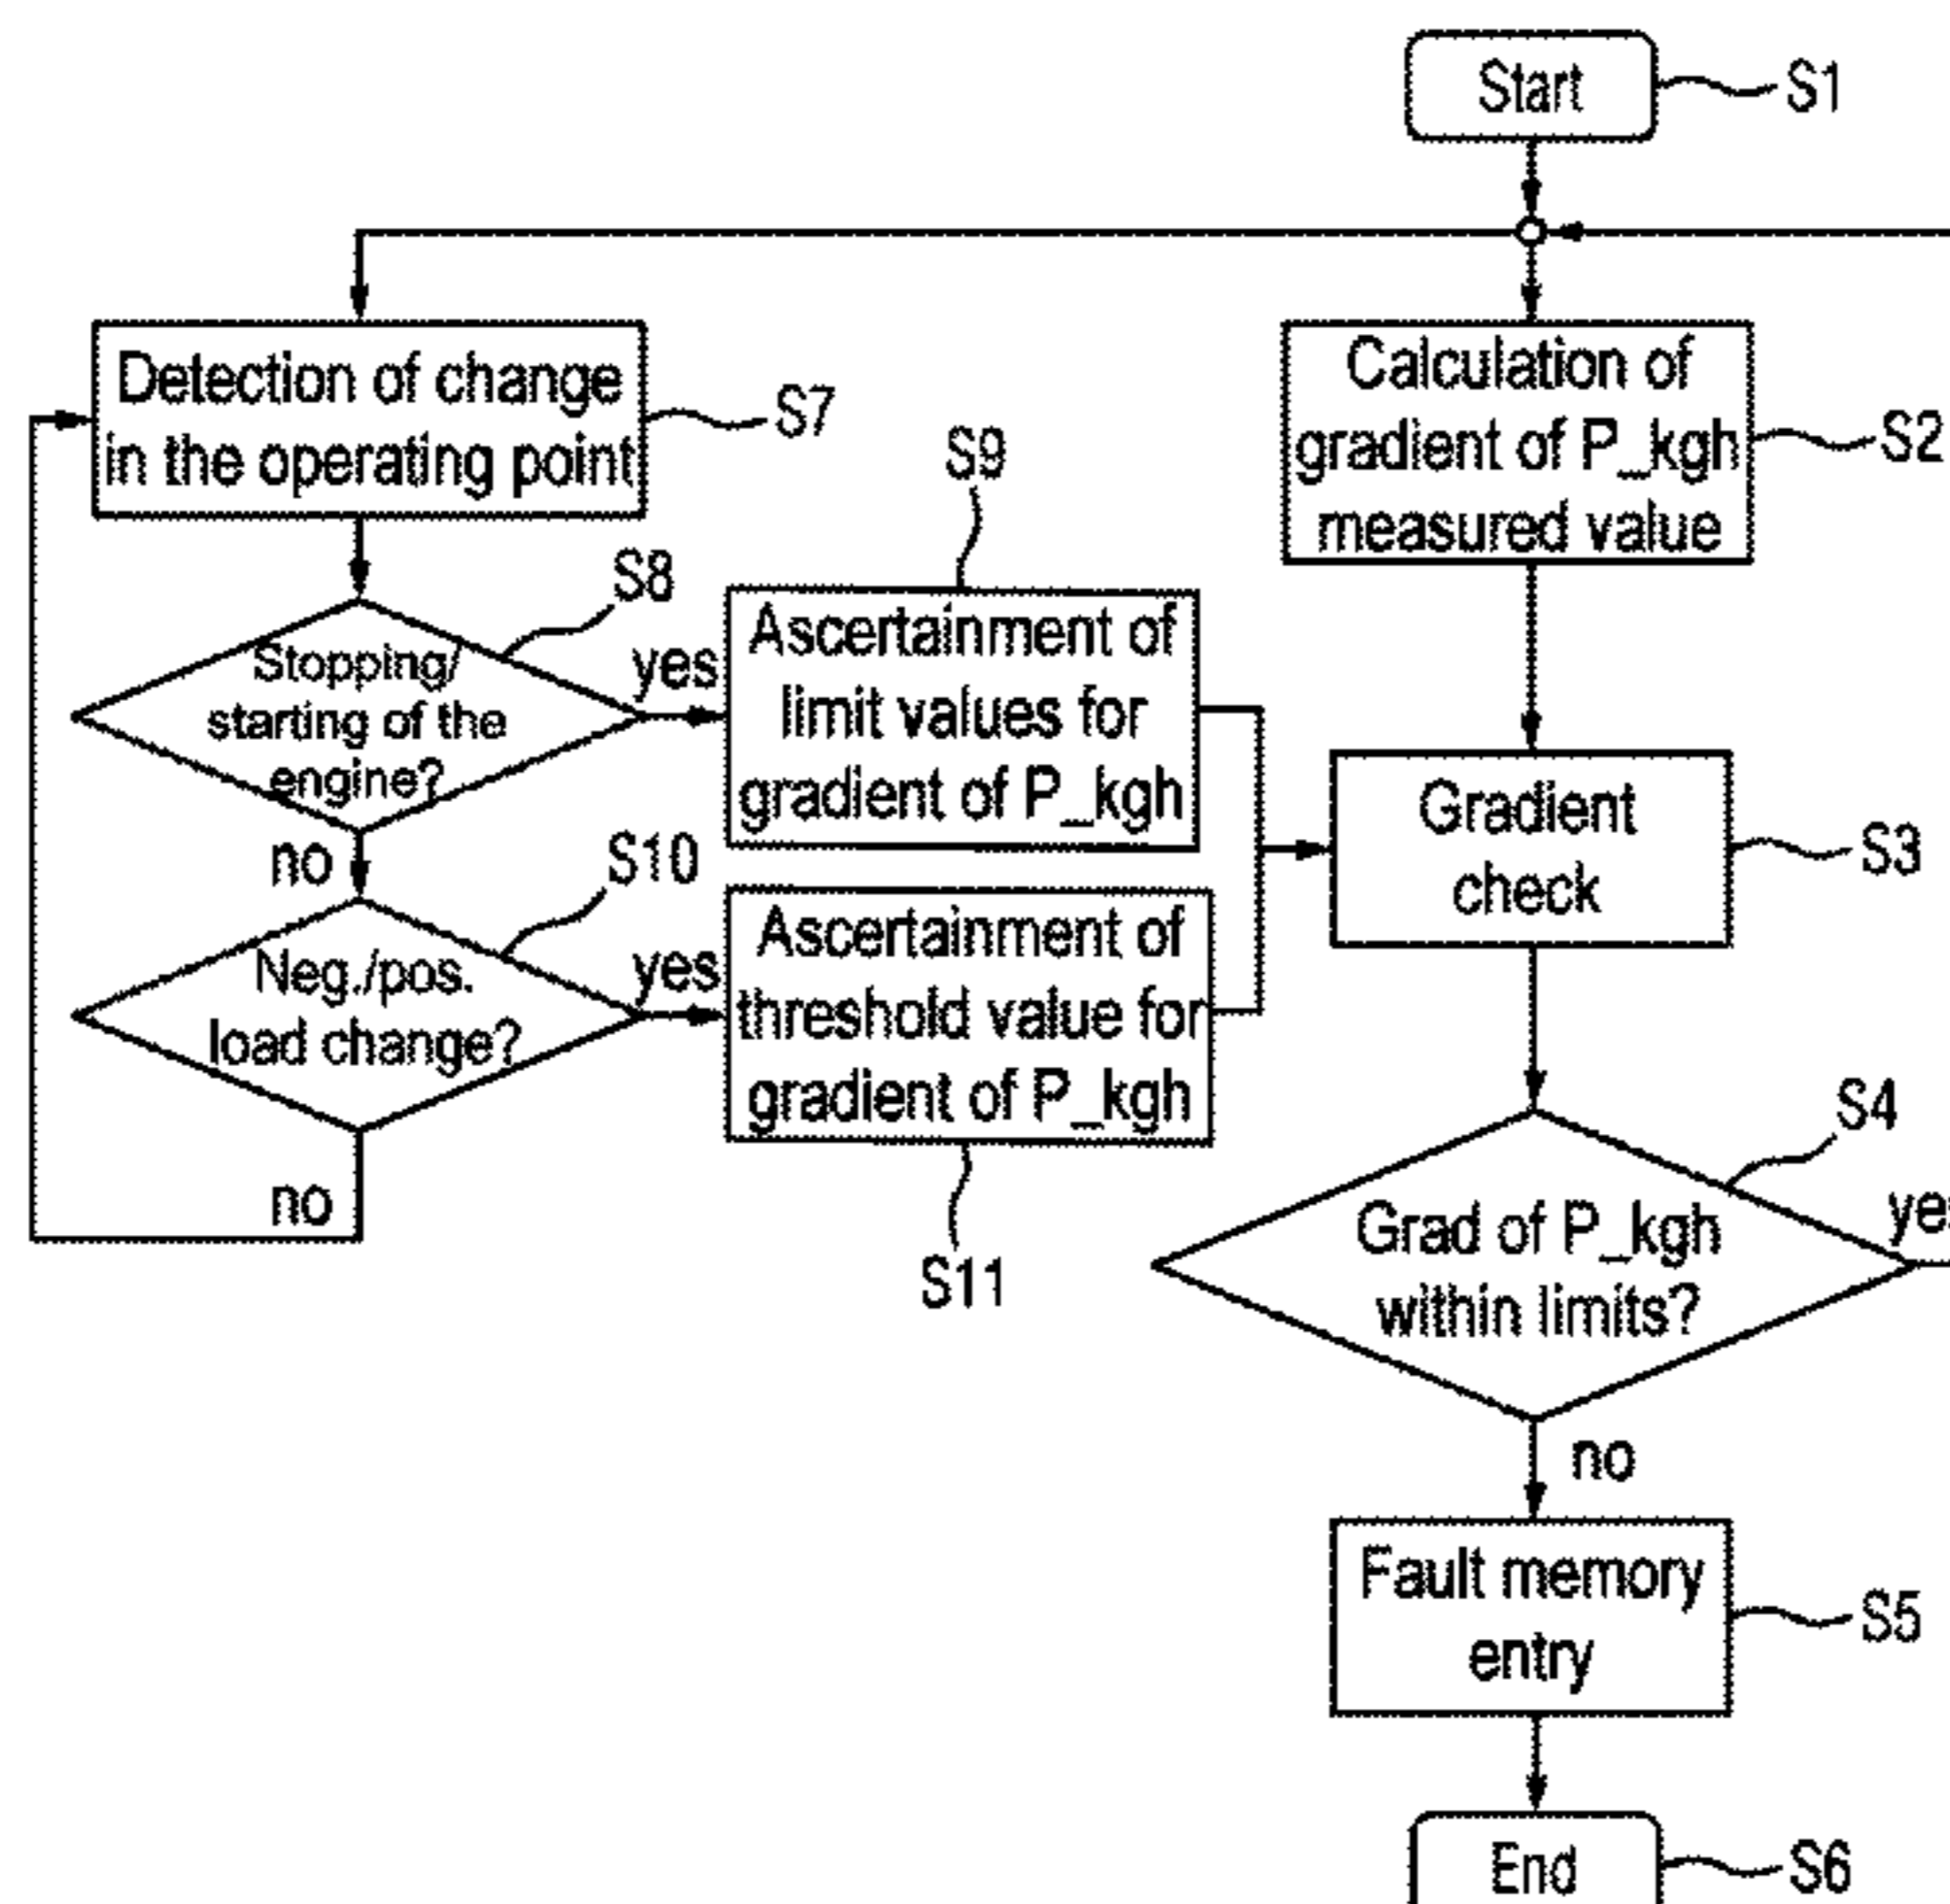 Start
S1
Detection of change
in the operating point
S7
Calculation of
gradient of P_kgh
measured value
S2
S8
Stopping/
starting of the
engine?
yes
no
S9
Ascertainment of
limit values for
gradient of P_kgh
Gradient
check
S3
S10
Neg./pos.
load change?
yes
no
Ascertainment of
threshold value for
gradient of P_kgh
S11
S4
Grad of P_kgh
within limits?
yes
no
Fault memory
entry
S5
End
S6